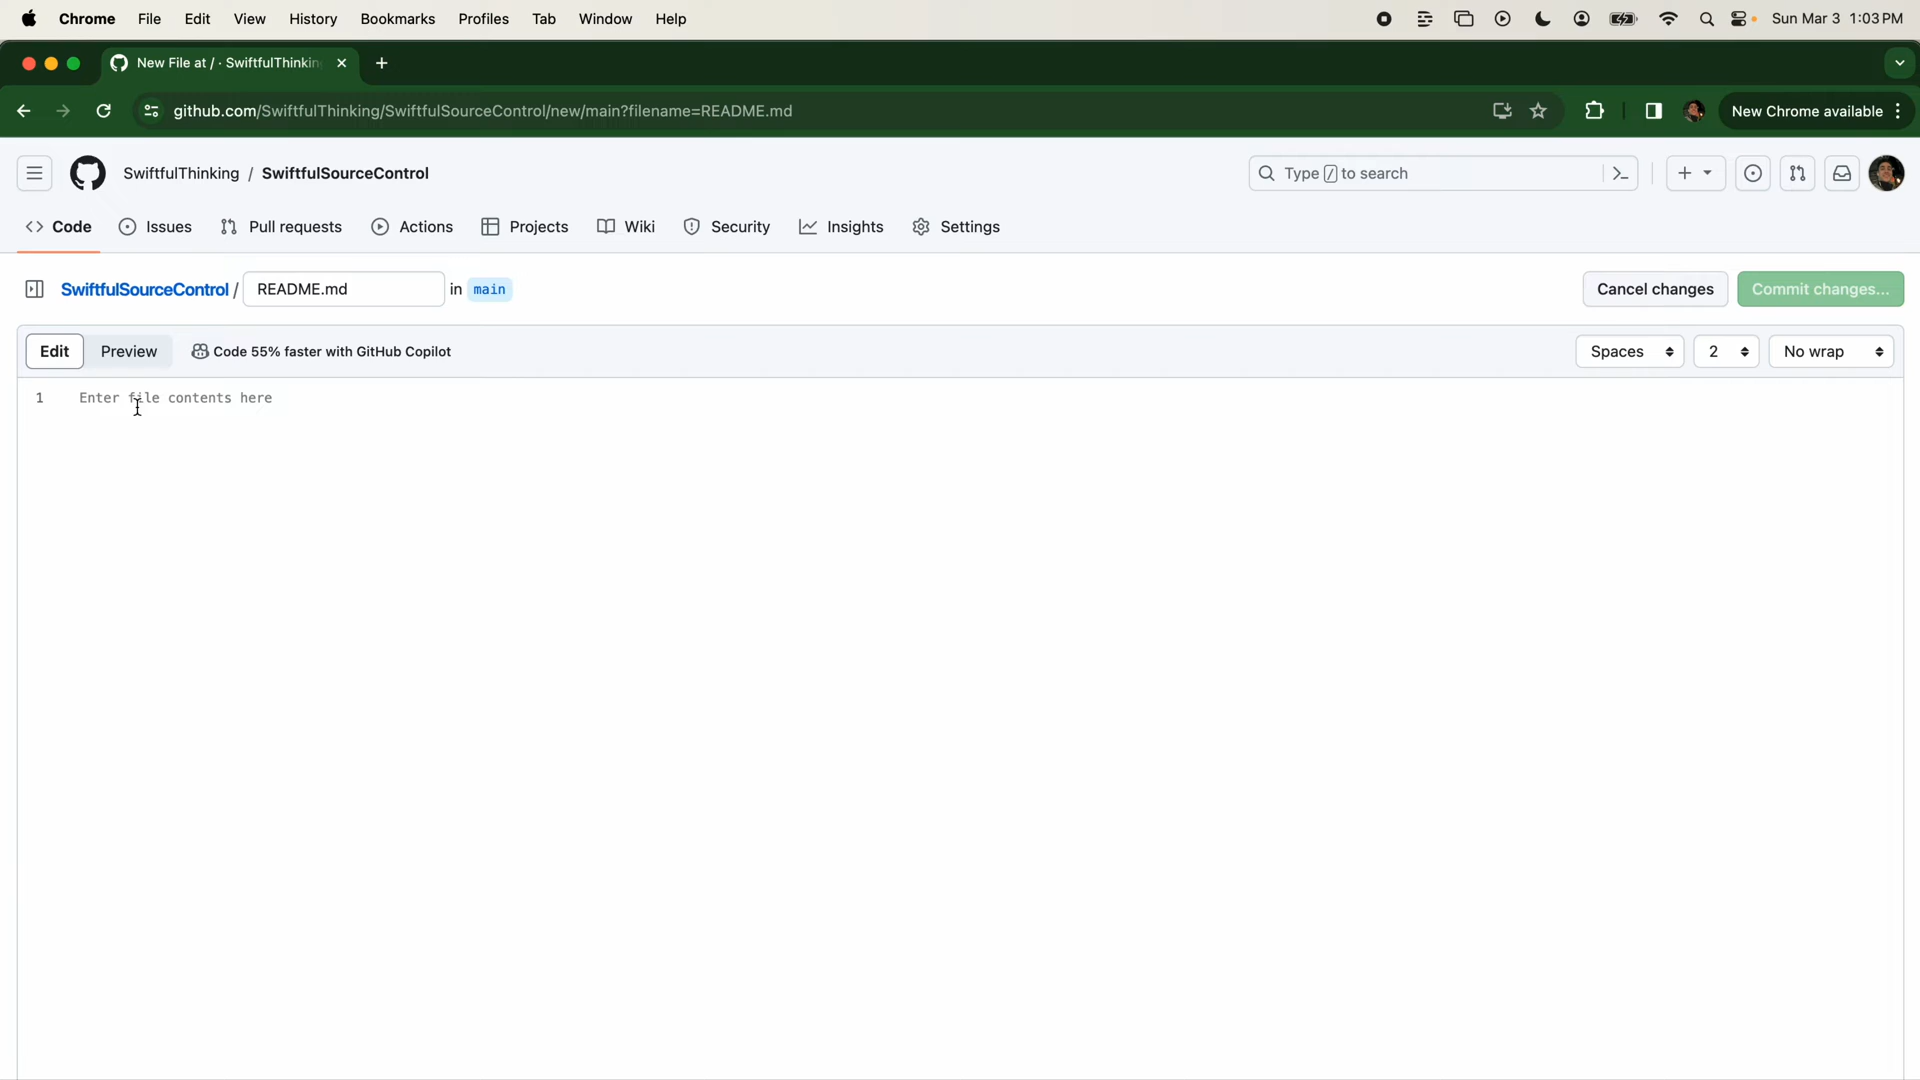 Chrome File Edit View History Bookmarks Profiles Tab Window Help Sun Mar 3 1:03 PM
New File at / · SwiftfulThinkin
github.com/SwiftfulThinking/SwiftfulSourceControl/new/main?filename=README.md New Chrome available
SwiftfulThinking / SwiftfulSourceControl Type / to search
Code Issues Pull requests Actions Projects Wiki Security Insights Settings
SwiftfulSourceControl / README.md in main Cancel changes Commit changes...
Edit Preview Code 55% faster with GitHub Copilot Spaces 2 No wrap
1 Enter file contents here